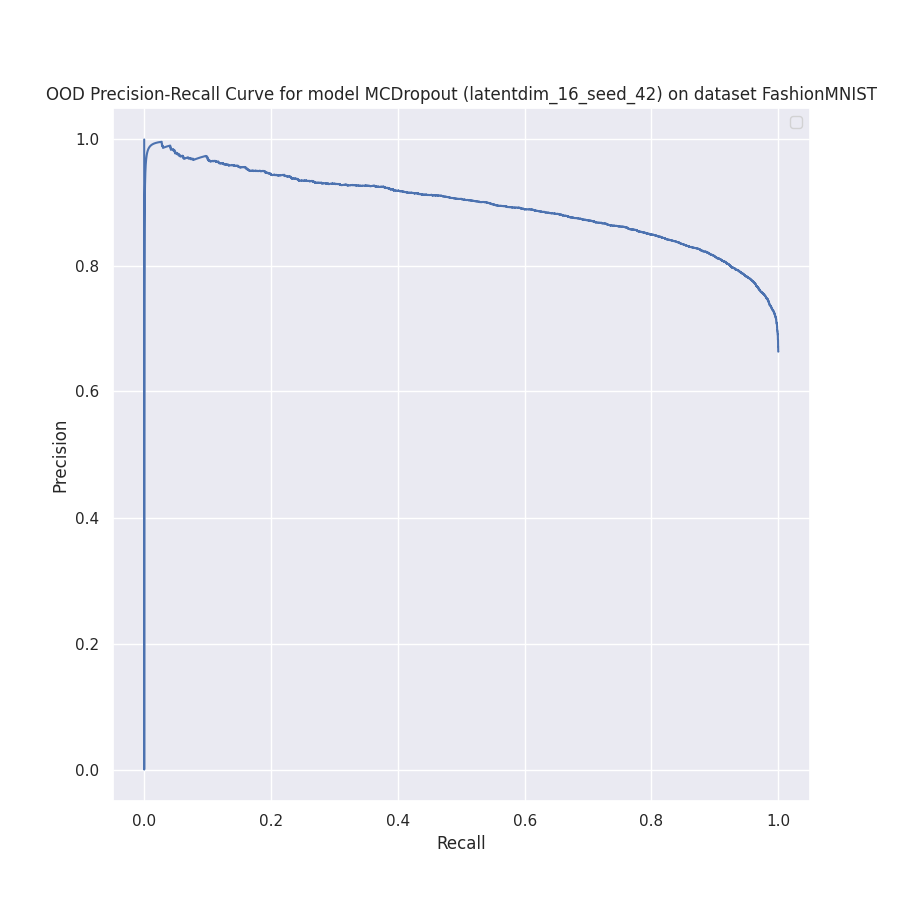 OOD Precision-Recall Curve for model MCDropout (latentdim_16_seed_42) on dataset FashionMNIST
1.0
0.8
0.6
0.4
0.2
0.0
Precision
0.0 0.2 0.4 0.6 0.8 1.0
Recall